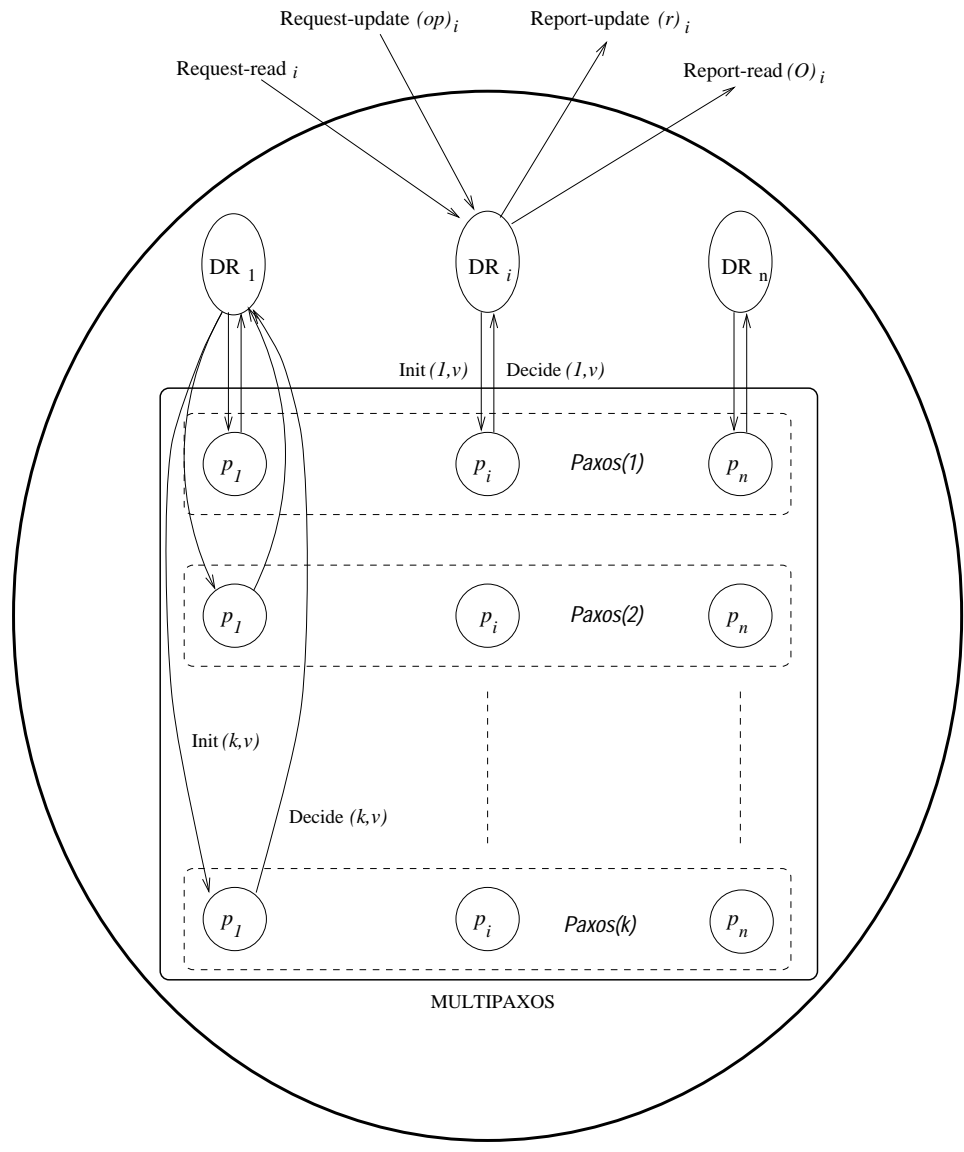 Request-update (op) i
Report-update (r) i
Request-read i
Report-read (O) i
DR 1
DR i
DR n
Init (1,v)
Decide (1,v)
p1
pi
Paxos(1)
pn
p1
pi
Paxos(2)
pn
Init (k,v)
Decide (k,v)
p1
pi
Paxos(k)
pn
MULTIPAXOS